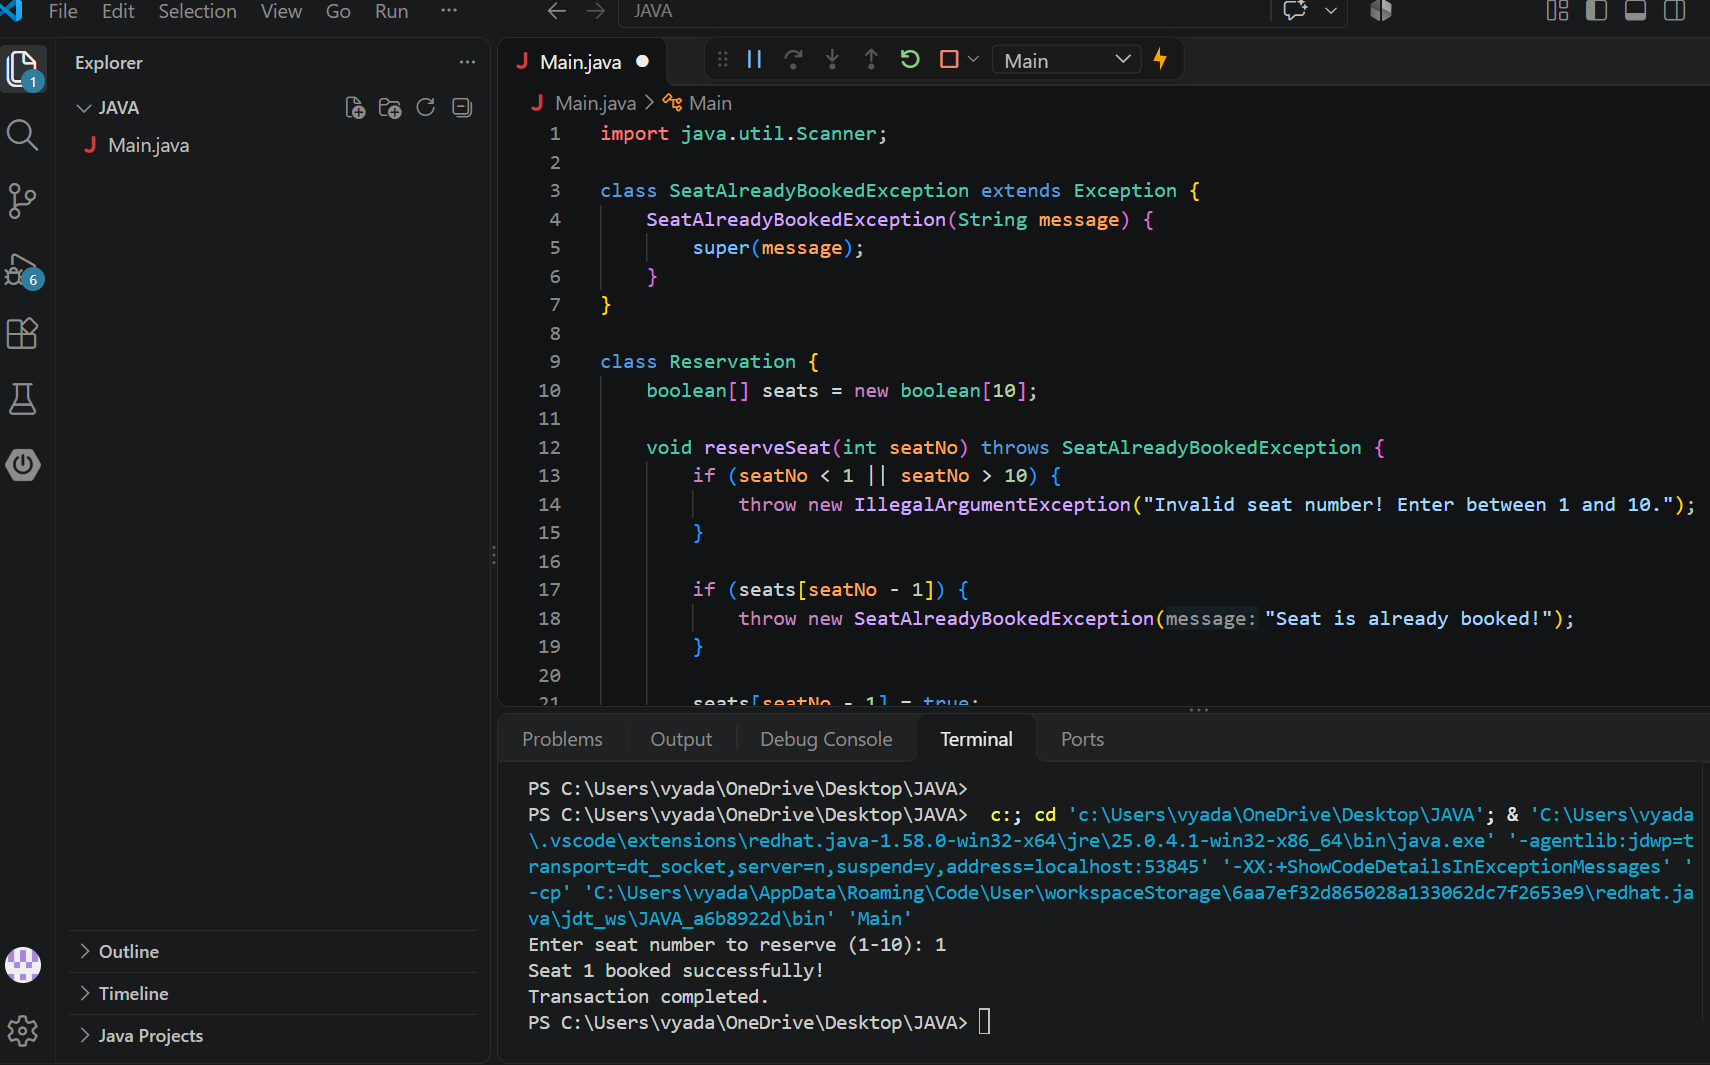 File Edit Selection View Go Run ···
JAVA
Explorer
JAVA
Main.java
Outline
Timeline
Java Projects
1
6
Main.java
Main
Main.java > Main
1 import java.util.Scanner;
2
3 class SeatAlreadyBookedException extends Exception {
4 SeatAlreadyBookedException(String message) {
5 super(message);
6 }
7 }
8
9 class Reservation {
10 boolean[] seats = new boolean[10];
11
12 void reserveSeat(int seatNo) throws SeatAlreadyBookedException {
13 if (seatNo < 1 || seatNo > 10) {
14 throw new IllegalArgumentException("Invalid seat number! Enter between 1 and 10.");
15 }
16
17 if (seats[seatNo - 1]) {
18 throw new SeatAlreadyBookedException(message: "Seat is already booked!");
19 }
20
21 seats[seatNo - 1] = true;
Problems Output Debug Console Terminal Ports
PS C:\Users\vyada\OneDrive\Desktop\JAVA>
PS C:\Users\vyada\OneDrive\Desktop\JAVA> c:; cd 'c:\Users\vyada\OneDrive\Desktop\JAVA'; & 'C:\Users\vyada
\.vscode\extensions\redhat.java-1.58.0-win32-x64\jre\25.0.4.1-win32-x86_64\bin\java.exe' '-agentlib:jdwp=t
ransport=dt_socket,server=n,suspend=y,address=localhost:53845' '-XX:+ShowCodeDetailsInExceptionMessages' '
-cp' 'C:\Users\vyada\AppData\Roaming\Code\User\workspaceStorage\6aa7ef32d865028a133062dc7f2653e9\redhat.ja
va\jdt_ws\JAVA_a6b8922d\bin' 'Main'
Enter seat number to reserve (1-10): 1
Seat 1 booked successfully!
Transaction completed.
PS C:\Users\vyada\OneDrive\Desktop\JAVA>